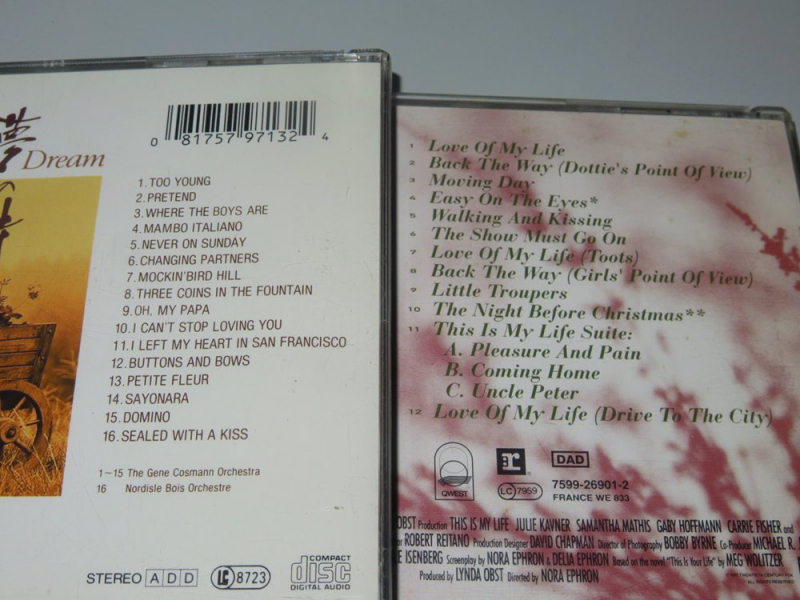 夢
Dream
0 81757 97132 4
1. TOO YOUNG
2. PRETEND
3. WHERE THE BOYS ARE
4. MAMBO ITALIANO
5. NEVER ON SUNDAY
6. CHANGING PARTNERS
7. MOCKIN'BIRD HILL
8. THREE COINS IN THE FOUNTAIN
9. OH, MY PAPA
10. I CAN'T STOP LOVING YOU
11. I LEFT MY HEART IN SAN FRANCISCO
12. BUTTONS AND BOWS
13. PETITE FLEUR
14. SAYONARA
15. DOMINO
16. SEALED WITH A KISS
1~15 The Gene Cosmann Orchestra
16 Nordisle Bois Orchestre
STEREO ADD LC 8723 COMPACT disc DIGITAL AUDIO
1 Love Of My Life
2 Back The Way (Dottie's Point Of View)
3 Moving Day
4 Easy On The Eyes*
5 Walking And Kissing
6 The Show Must Go On
7 Love Of My Life (Toots)
8 Back The Way (Girls' Point Of View)
9 Little Troupers
10 The Night Before Christmas**
11 This Is My Life Suite:
A. Pleasure And Pain
B. Coming Home
C. Uncle Peter
12 Love Of My Life (Drive To The City)
QWEST
r
LC 7959
DAD
7599-26901-2
FRANCE WE 833
OBST Production THIS IS MY LIFE JULIE KAVNER SAMANTHA MATHIS GABY HOFFMANN CARRIE FISHER and
ROBERT REITANO Production Designer DAVID CHAPMAN Director of Photography BOBBY BYRNE Co-Producer MICHAEL R.
ISENBERG Screenplay by NORA EPHRON & DELIA EPHRON Based on the novel "This Is Your Life" by MEG WOLITZER
Produced by LYNDA OBST Directed by NORA EPHRON